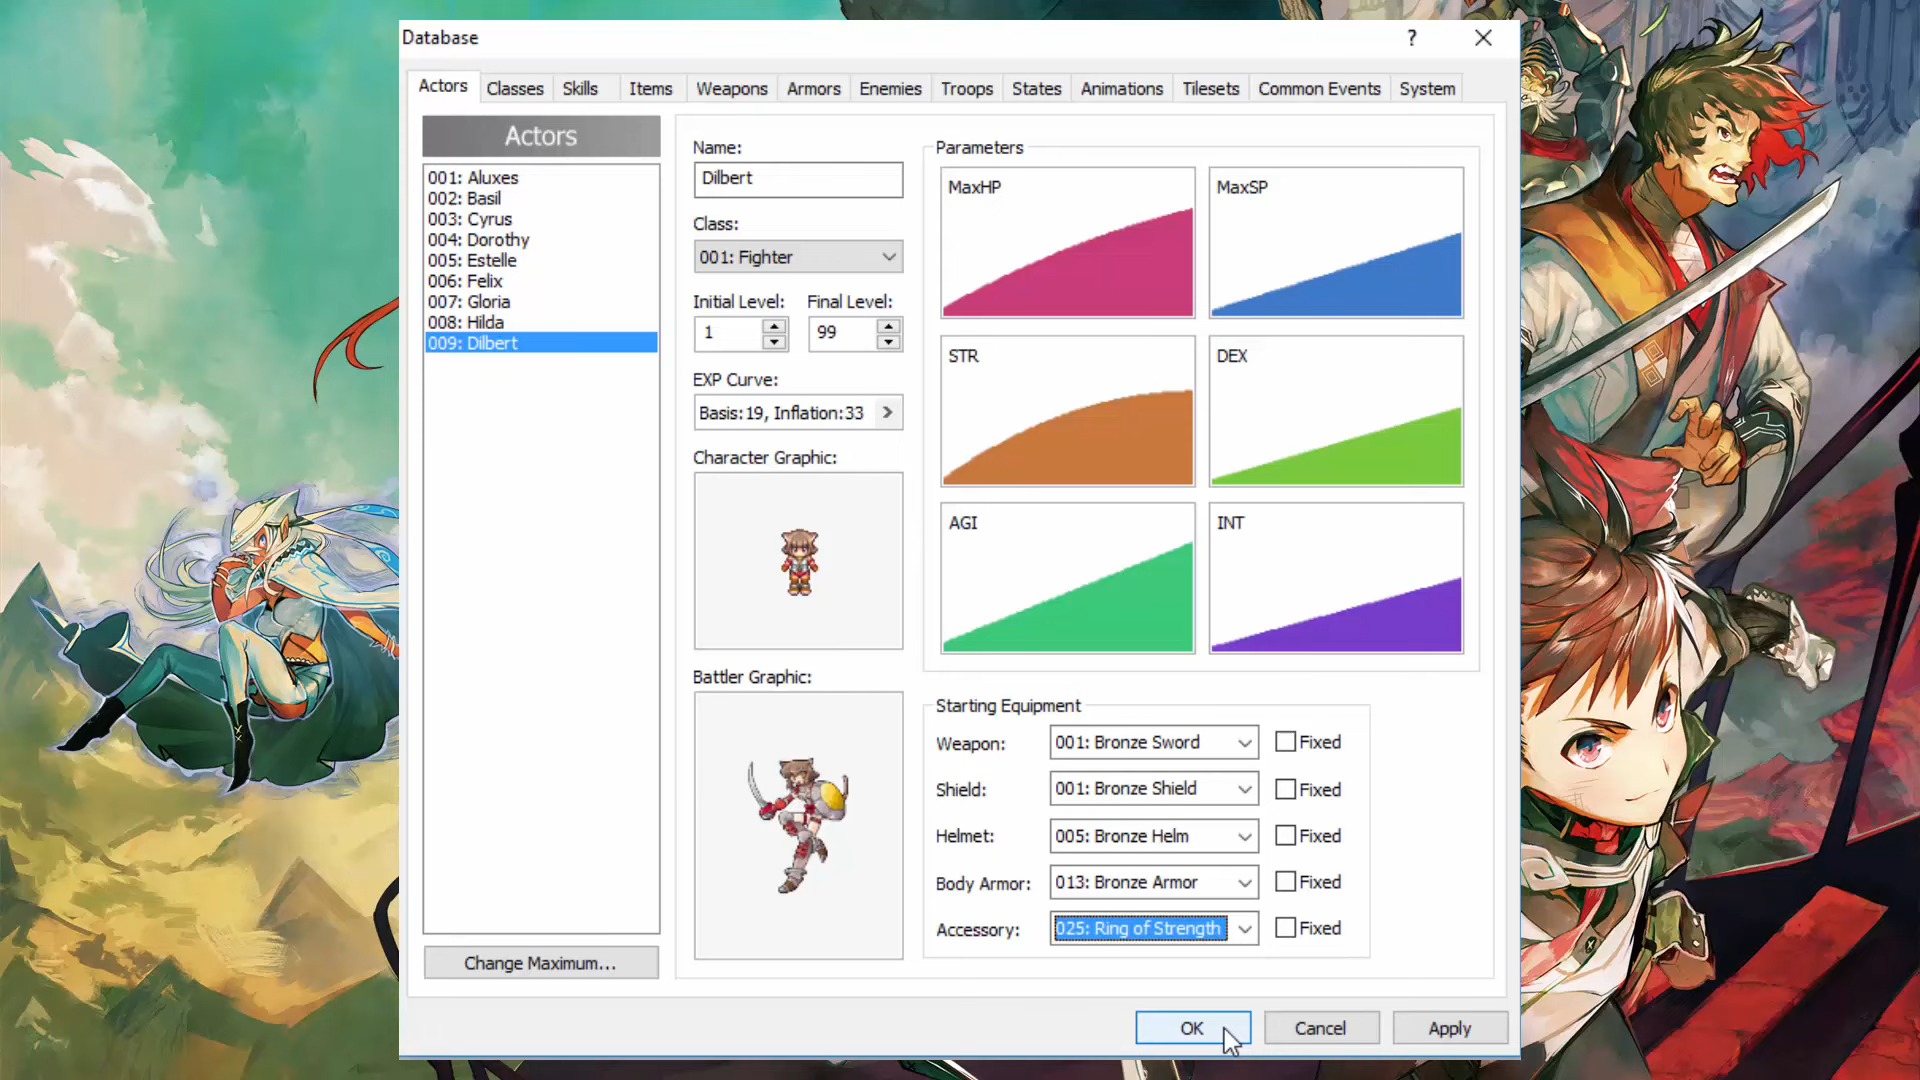 Database
?
Actors
Classes
Skills
Items
Weapons
Armors
Enemies
Troops
States
Animations
Tilesets
Common Events
System
Actors
001: Aluxes
002: Basil
003: Cyrus
004: Dorothy
005: Estelle
006: Felix
007: Gloria
008: Hilda
009: Dilbert
Change Maximum...
Name:
Dilbert
Class:
001: Fighter
Initial Level:
Final Level:
1
99
EXP Curve:
Basis:19, Inflation:33
Character Graphic:
Battler Graphic:
Parameters
MaxHP
MaxSP
STR
DEX
AGI
INT
Starting Equipment
Weapon:
001: Bronze Sword
Fixed
Shield:
001: Bronze Shield
Fixed
Helmet:
005: Bronze Helm
Fixed
Body Armor:
013: Bronze Armor
Fixed
Accessory:
025: Ring of Strength
Fixed
OK
Cancel
Apply